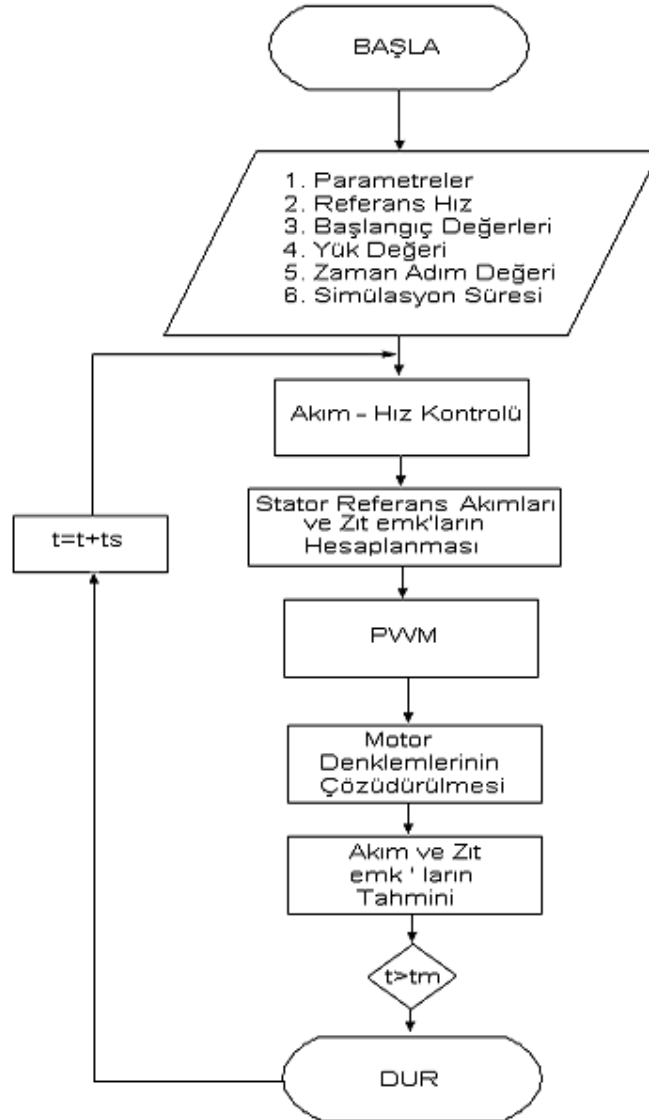 BAŞLA
1. Parametreler
2. Referans Hız
3. Başlangıç Değerleri
4. Yük Değeri
5. Zaman Adım Değeri
6. Simülasyon Süresi
Akım - Hız Kontrolü
Stator Referans Akımları
ve Zıt emk'ların
Hesaplanması
t=t+ts
PWM
Motor
Denklemlerinin
Çözüdürülmesi
Akım ve Zıt
emk ' ların
Tahmini
t>tm
DUR